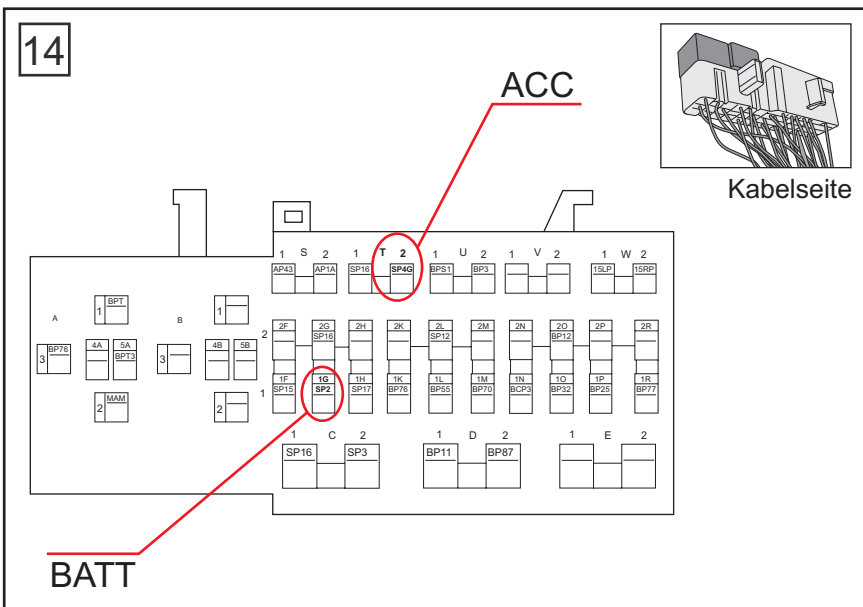 14
ACC
Kabelseite
1 S 2 1 T 2 1 U 2 1 V 2 1 W 2
AP43 AP1A SP16 SP4G BPS1 BP3 15LP 15RP
A B
1 BPT 1
2
2F 2G 2H 2K 2L 2M 2N 2O 2P 2R
SP16 SP12 BP12
3 BP76 4A 5A 3 4B 5B
BPT3
1
1F 1G 1H 1K 1L 1M 1N 1O 1P 1R
SP15 SP2 SP17 BP76 BP55 BP70 BCP3 BP32 BP25 BP77
2 MAM 2
1 C 2 1 D 2 1 E 2
SP16 SP3 BP11 BP87
BATT